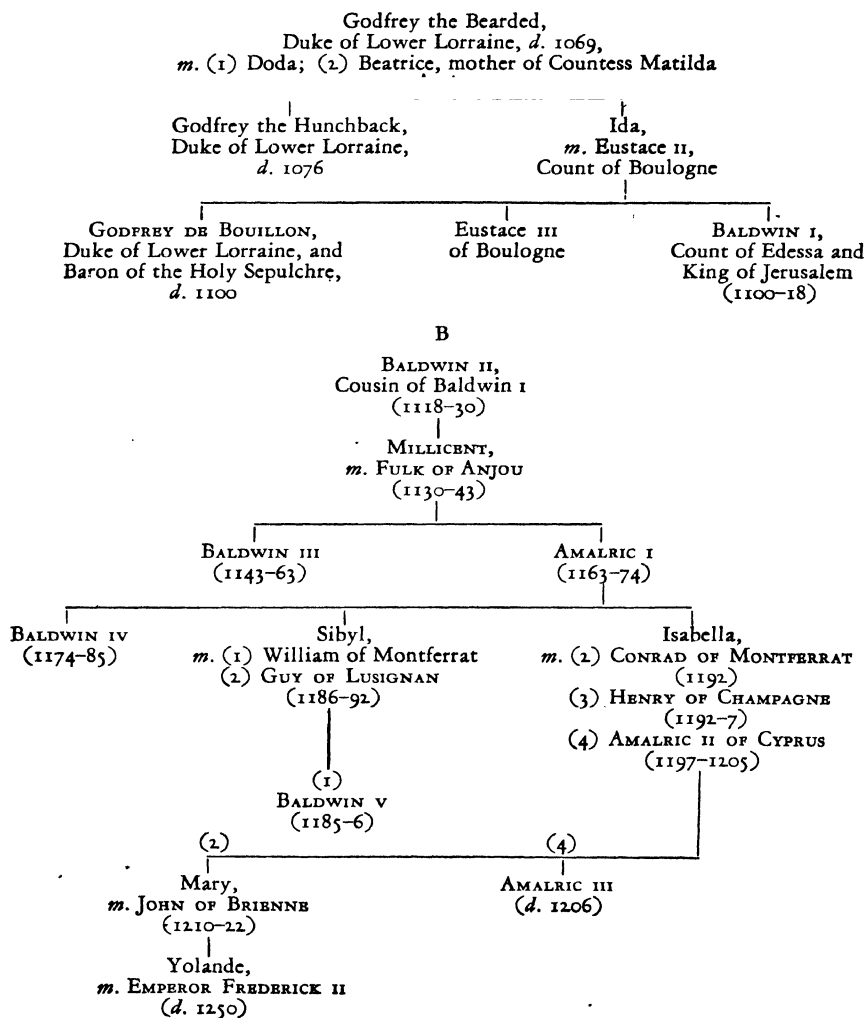 Godfrey the Bearded,
Duke of Lower Lorraine, d. 1069,
m. (1) Doda; (2) Beatrice, mother of Countess Matilda
Godfrey the Hunchback,
Duke of Lower Lorraine,
d. 1076
Ida,
m. Eustace II,
Count of Boulogne
GODFREY DE BOUILLON,
Duke of Lower Lorraine, and
Baron of the Holy Sepulchre,
d. 1100
Eustace III
of Boulogne
BALDWIN I,
Count of Edessa and
King of Jerusalem
(1100–18)
B
BALDWIN II,
Cousin of Baldwin I
(1118–30)
MILLICENT,
m. FULK OF ANJOU
(1130–43)
BALDWIN III
(1143–63)
AMALRIC I
(1163–74)
BALDWIN IV
(1174–85)
Sibyl,
m. (1) William of Montferrat
(2) GUY OF LUSIGNAN
(1186–92)
Isabella,
m. (2) CONRAD OF MONTFERRAT
(1192)
(3) HENRY OF CHAMPAGNE
(1192–7)
(4) AMALRIC II OF CYPRUS
(1197–1205)
(1)
BALDWIN V
(1185–6)
(2)
Mary,
m. JOHN OF BRIENNE
(1210–22)
(4)
AMALRIC III
(d. 1206)
Yolande,
m. EMPEROR FREDERICK II
(d. 1250)